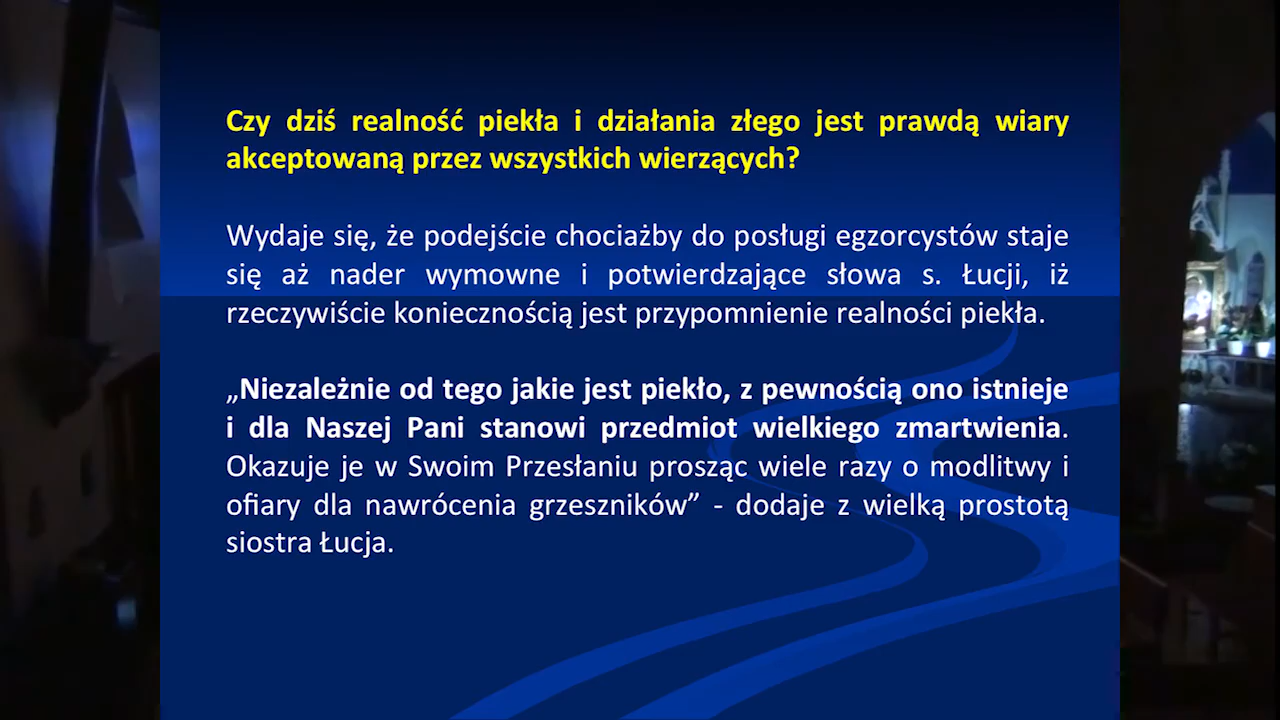 Czy dziś realność piekła i działania złego jest prawdą wiary
akceptowaną przez wszystkich wierzących?
Wydaje się, że podejście chociażby do posługi egzorcystów staje
się aż nader wymowne i potwierdzające słowa s. Łucji, iż
rzeczywiście koniecznością jest przypomnienie realności piekła.
„Niezależnie od tego jakie jest piekło, z pewnością ono istnieje
i dla Naszej Pani stanowi przedmiot wielkiego zmartwienia.
Okazuje je w Swoim Przesłaniu prosząc wiele razy o modlitwy i
ofiary dla nawrócenia grzeszników” - dodaje z wielką prostotą
siostra Łucja.